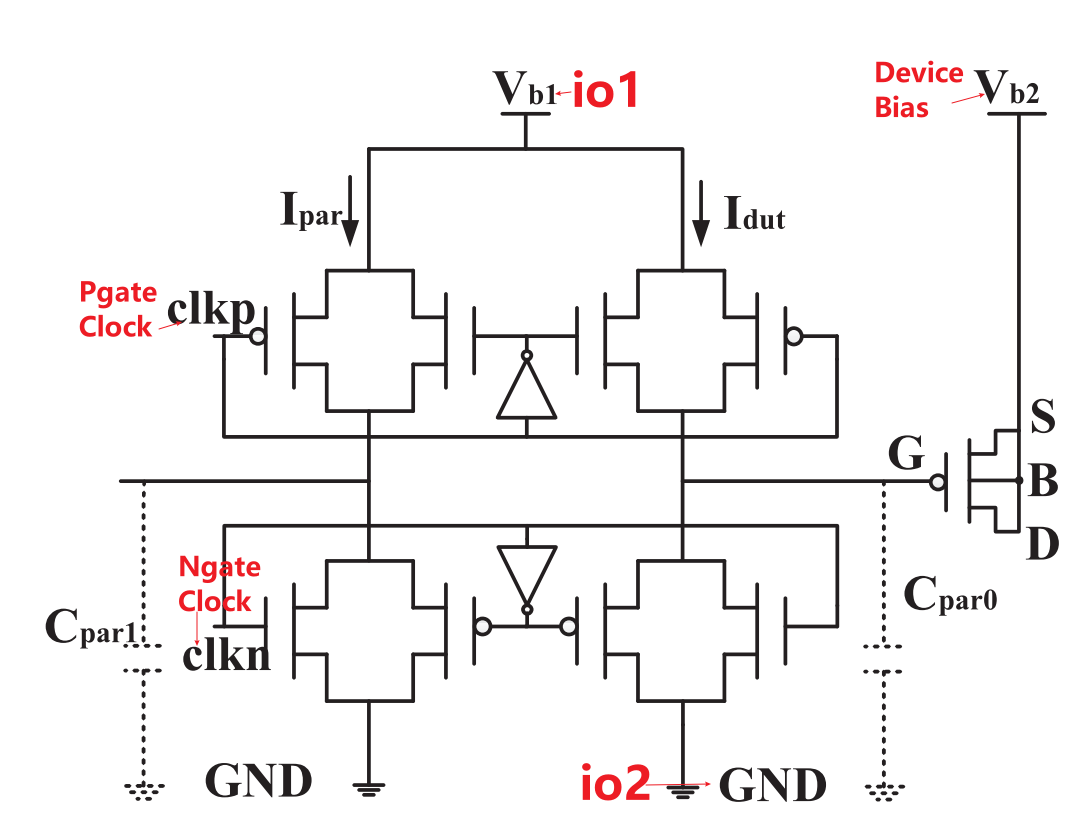 Vb1 io1
Device
Bias
Vb2
Ipar
Idut
Pgate
Clock
clkp
G
S
B
D
Ngate
Clock
clkn
Cpar1
Cpar0
GND
io2
GND